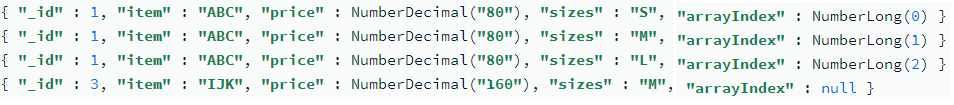 { "_id" : 1, "item" : "ABC", "price" : NumberDecimal("80"), "sizes" : "S", "arrayIndex" : NumberLong(0) }
{ "_id" : 1, "item" : "ABC", "price" : NumberDecimal("80"), "sizes" : "M", "arrayIndex" : NumberLong(1) }
{ "_id" : 1, "item" : "ABC", "price" : NumberDecimal("80"), "sizes" : "L", "arrayIndex" : NumberLong(2) }
{ "_id" : 3, "item" : "IJK", "price" : NumberDecimal("160"), "sizes" : "M", "arrayIndex" : null }